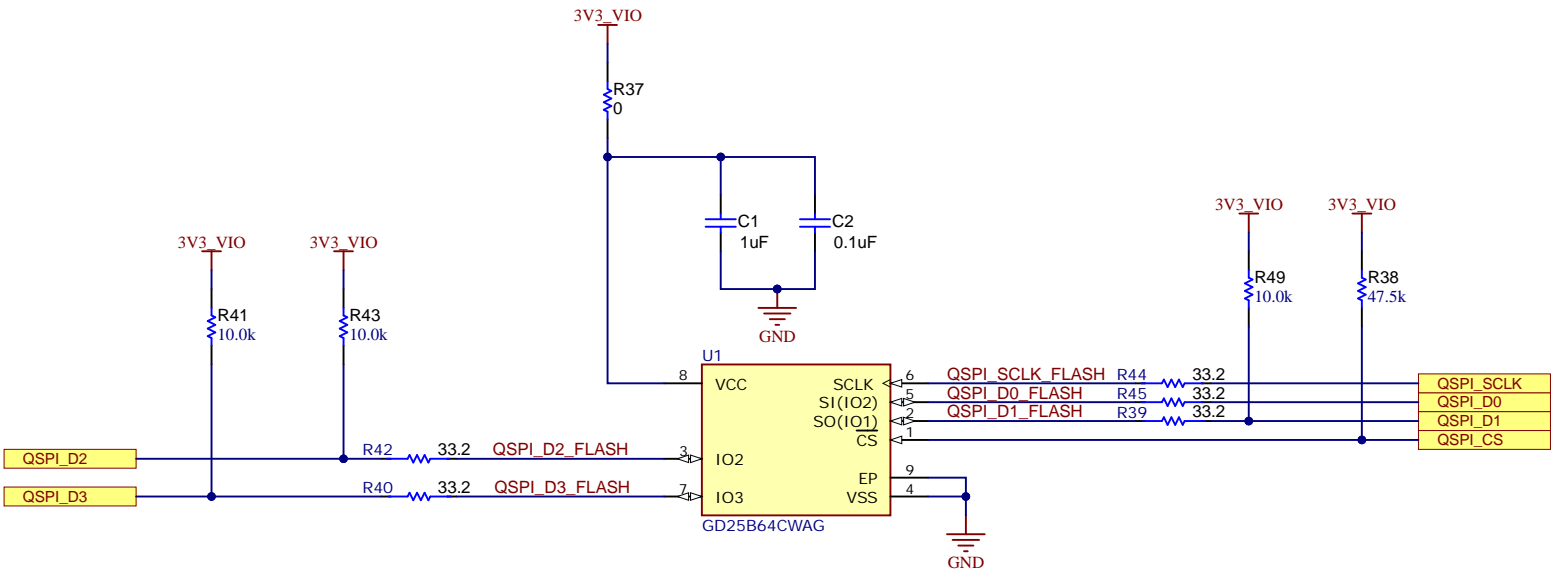 3V3_VIO
R37
0
C1
1uF
C2
0.1uF
3V3_VIO
3V3_VIO
3V3_VIO
3V3_VIO
R41
10.0k
R43
10.0k
R49
10.0k
R38
47.5k
GND
U1
8 VCC
SCLK 6 QSPI_SCLK_FLASH R44 33.2 QSPI_SCLK
SI(IO2) 5 QSPI_D0_FLASH R45 33.2 QSPI_D0
SO(IO1) 2 QSPI_D1_FLASH R39 33.2 QSPI_D1
CS 1 QSPI_CS
QSPI_D2 R42 33.2 QSPI_D2_FLASH 3 IO2
EP 9
QSPI_D3 R40 33.2 QSPI_D3_FLASH 7 IO3
VSS 4
GD25B64CWAG
GND